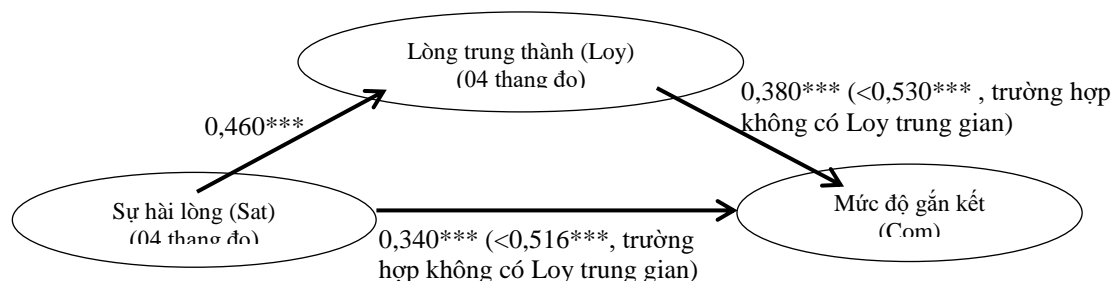 Lòng trung thành (Loy)
(04 thang đo)
0,380*** (<0,530*** , trường hợp
không có Loy trung gian)
0,460***
Sự hài lòng (Sat)
(04 thang đo)
Mức độ gắn kết
(Com)
0,340*** (<0,516***, trường
hợp không có Loy trung gian)